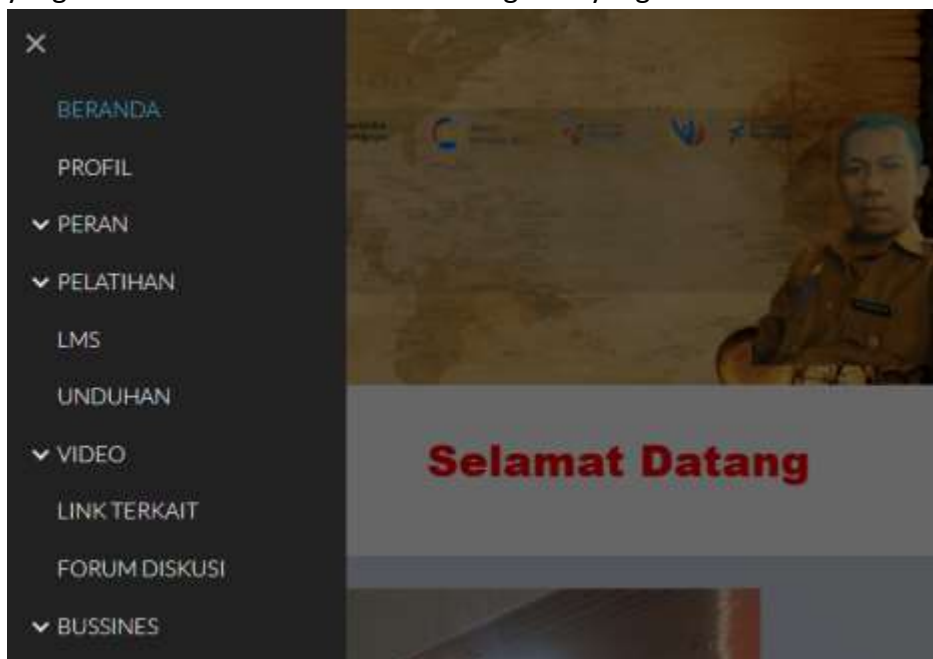 BERANDA
PROFIL
PERAN
PELATIHAN
LMS
UNDUHAN
VIDEO
LINK TERKAIT
FORUM DISKUSI
BUSSINES
Selamat Datang